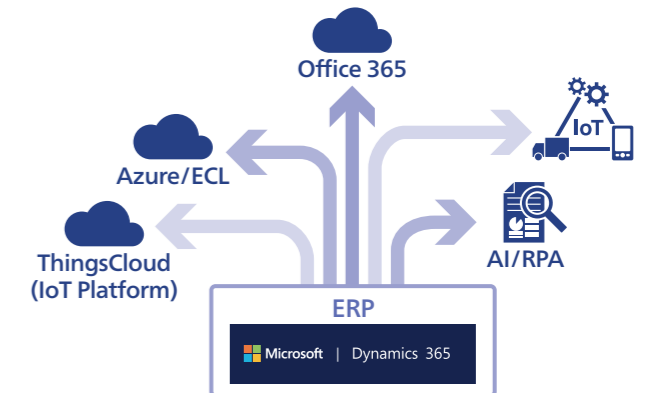 Office 365
IoT
Azure/ECL
AI/RPA
ThingsCloud
(IoT Platform)
ERP
Microsoft | Dynamics 365